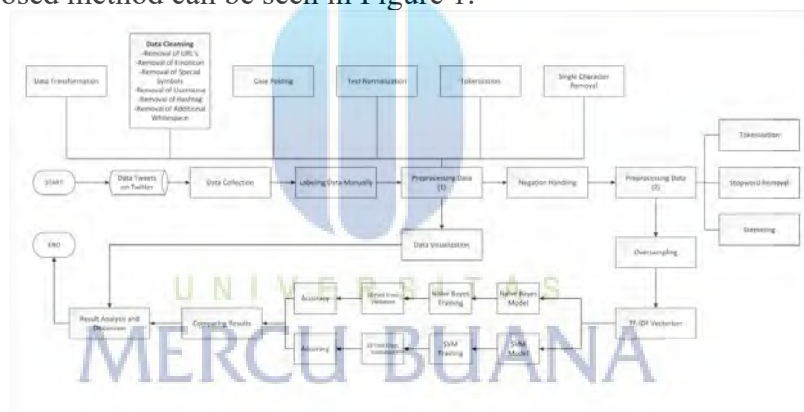 osed method can be seen in Figure 1.
Data Cleansing
-Removal of URL's
-Removal of Emoticon
-Removal of Special
Symbols
-Removal of Username
-Removal of Hashtag
-Removal of Additional
Whitespace
Data Transformation
Case Folding
Text Normalization
Tokenization
Single Character
Removal
START
Data Tweets
on Twitter
Data Collection
Labeling Data Manually
Preprocessing Data
(1)
Negation Handling
Preprocessing Data
(2)
Tokenization
Stopword Removal
Stemming
END
Data Visualization
Oversampling
UNIVERSITAS
Result Analysis and
Discussion
Comparing Results
Accuracy
Naïve Bayes
Training
Naïve Bayes
Model
TF-IDF Vectorizer
Accuracy
SVM
Training
SVM
Model
MERCU BUANA